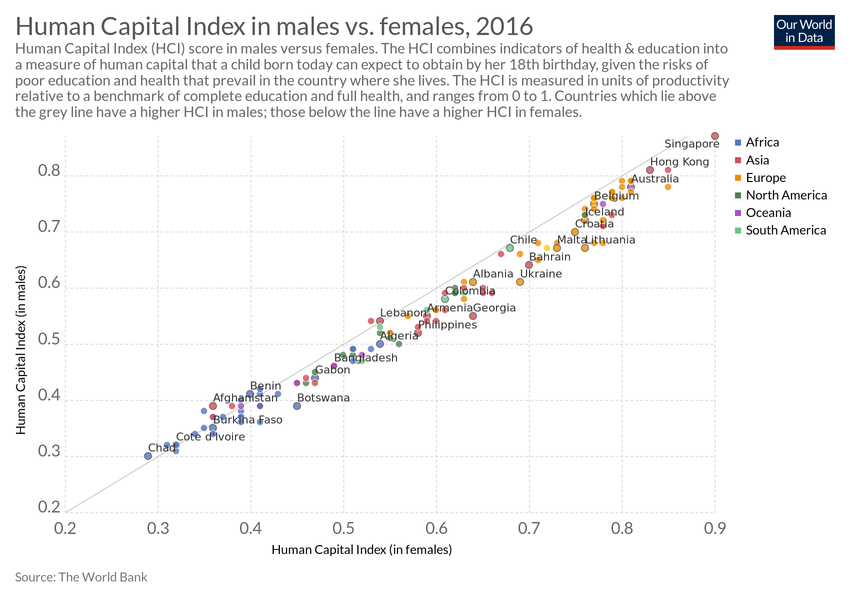 Human Capital Index in males vs. females, 2016
Our World
in Data
Human Capital Index (HCI) score in males versus females. The HCI combines indicators of health & education into
a measure of human capital that a child born today can expect to obtain by her 18th birthday, given the risks of
poor education and health that prevail in the country where she lives. The HCI is measured in units of productivity
relative to a benchmark of complete education and full health, and ranges from 0 to 1. Countries which lie above
the grey line have a higher HCI in males; those below the line have a higher HCI in females.
Singapore
Hong Kong
Australia
Belgium
Iceland
Croatia
Chile
Malta
Lithuania
Bahrain
Albania
Ukraine
Colombia
Lebanon
Armenia
Georgia
Philippines
Algeria
Bangladesh
Gabon
Benin
Afghanistan
Botswana
Burkina Faso
Cote d'Ivoire
Chad
Africa
Asia
Europe
North America
Oceania
South America
0.8
0.7
0.6
0.5
0.4
0.3
0.2
Human Capital Index (in males)
0.2
0.3
0.4
0.5
0.6
0.7
0.8
0.9
Human Capital Index (in females)
Source: The World Bank